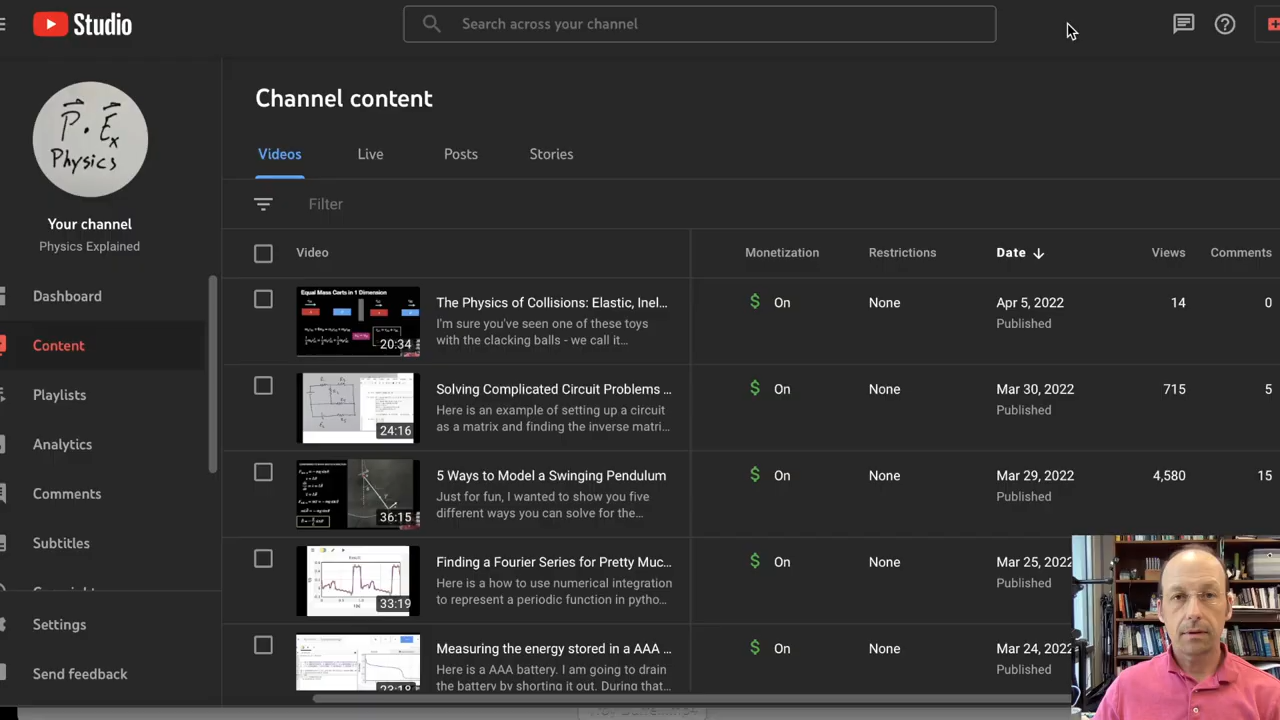 Studio
Search across your channel
P . Ex
Physics
Your channel
Physics Explained
Dashboard
Content
Playlists
Analytics
Comments
Subtitles
Settings
Send feedback
Channel content
Videos Live Posts Stories
Filter
Video Monetization Restrictions Date Views Comments
Equal Mass Carts in 1 Dimension
20:34
The Physics of Collisions: Elastic, Inel...
I'm sure you've seen one of these toys
with the clacking balls - we call it...
$ On None Apr 5, 2022 14 0
Published
24:16
Solving Complicated Circuit Problems ...
Here is an example of setting up a circuit
as a matrix and finding the inverse matri...
$ On None Mar 30, 2022 715 5
Published
36:15
5 Ways to Model a Swinging Pendulum
Just for fun, I wanted to show you five
different ways you can solve for the...
$ On None Mar 29, 2022 4,580 15
Published
33:19
Finding a Fourier Series for Pretty Muc...
Here is a how to use numerical integration
to represent a periodic function in pytho...
$ On None Mar 25, 2022
Published
23:18
Measuring the energy stored in a AAA ...
Here is a AAA battery. I am going to drain
the battery by shorting it out. During that...
$ On None Mar 24, 2022
Published